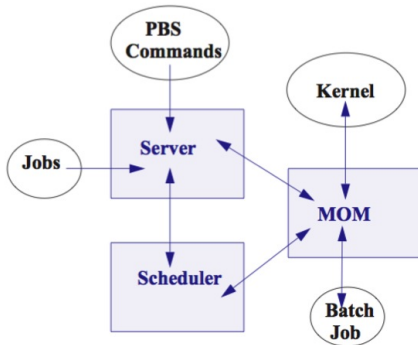 PBS
Commands
Kernel
Jobs
Server
MOM
Scheduler
Batch
Job